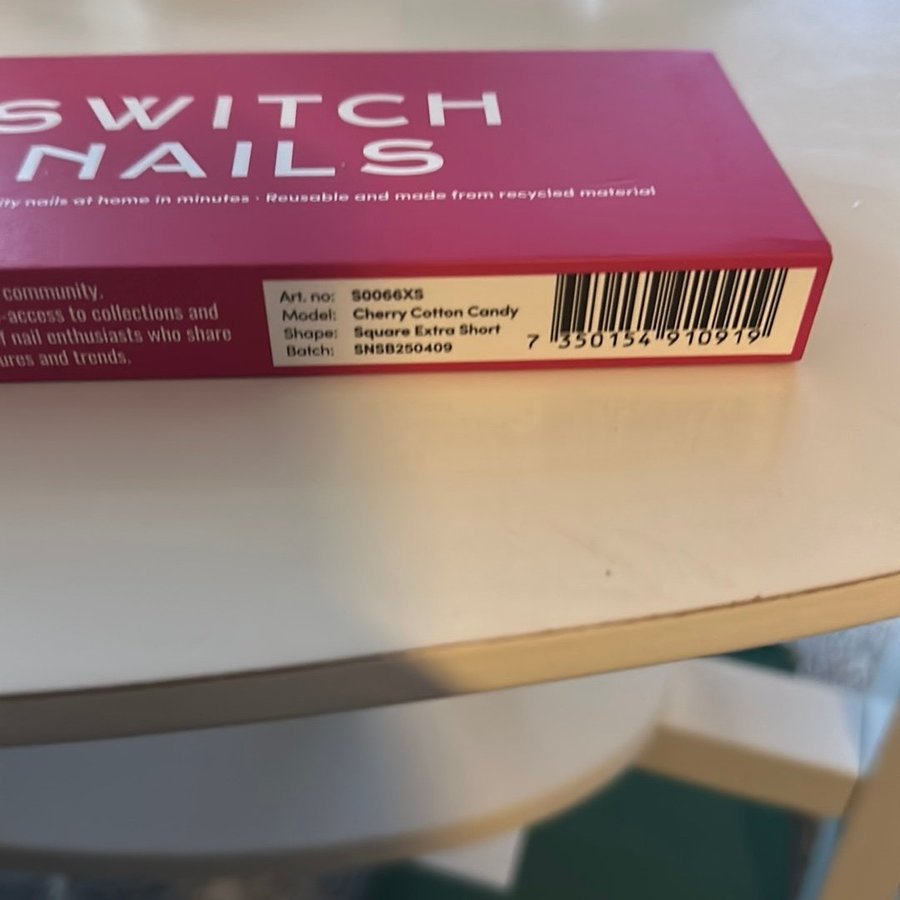 SWITCH
NAILS
nails at home in minutes · Reusable and made from recycled material
community.
-access to collections and
nail enthusiasts who share
and trends.
Art. no: S0066XS
Model: Cherry Cotton Candy
Shape: Square Extra Short
Batch: SNSB250409
7 350154 910919